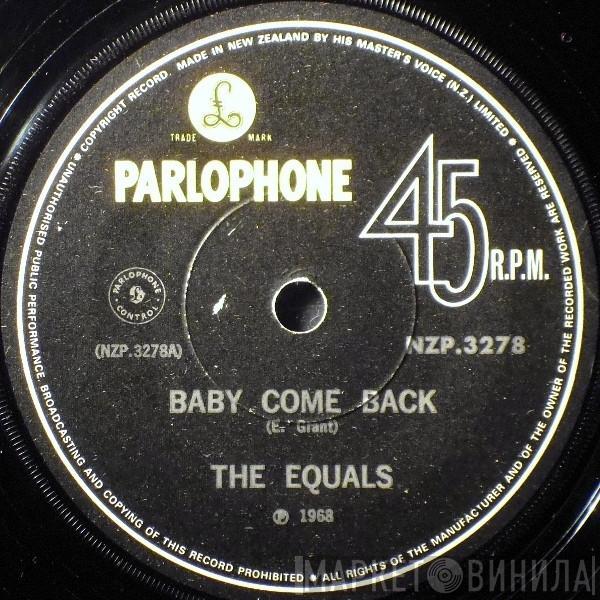 UNAUTHORISED PUBLIC PERFORMANCE, BROADCASTING AND COPYING OF THIS RECORD PROHIBITED • ALL RIGHTS OF THE MANUFACTURER AND OF THE OWNER OF THE RECORDED WORK ARE RESERVED • COPYRIGHT RECORD. MADE IN NEW ZEALAND BY HIS MASTER'S VOICE (N.Z.) LIMITED •
£
TRADE MARK
PARLOPHONE
45 R.P.M.
PARLOPHONE
£
CONTROL
(NZP.3278A)
NZP.3278
BABY COME BACK
(E. Grant)
THE EQUALS
℗ 1968
МАРКЕТ ВИНИЛА